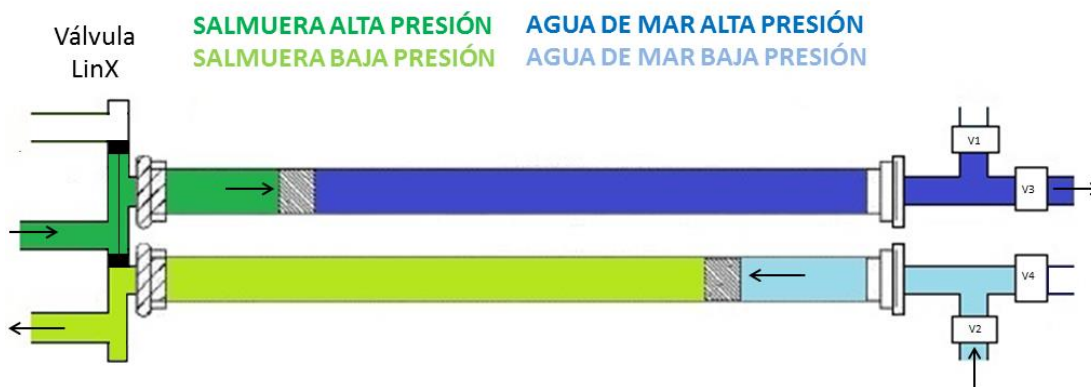 Válvula
LinX
SALMUERA ALTA PRESIÓN
SALMUERA BAJA PRESIÓN
AGUA DE MAR ALTA PRESIÓN
AGUA DE MAR BAJA PRESIÓN
V1
V3
V4
V2